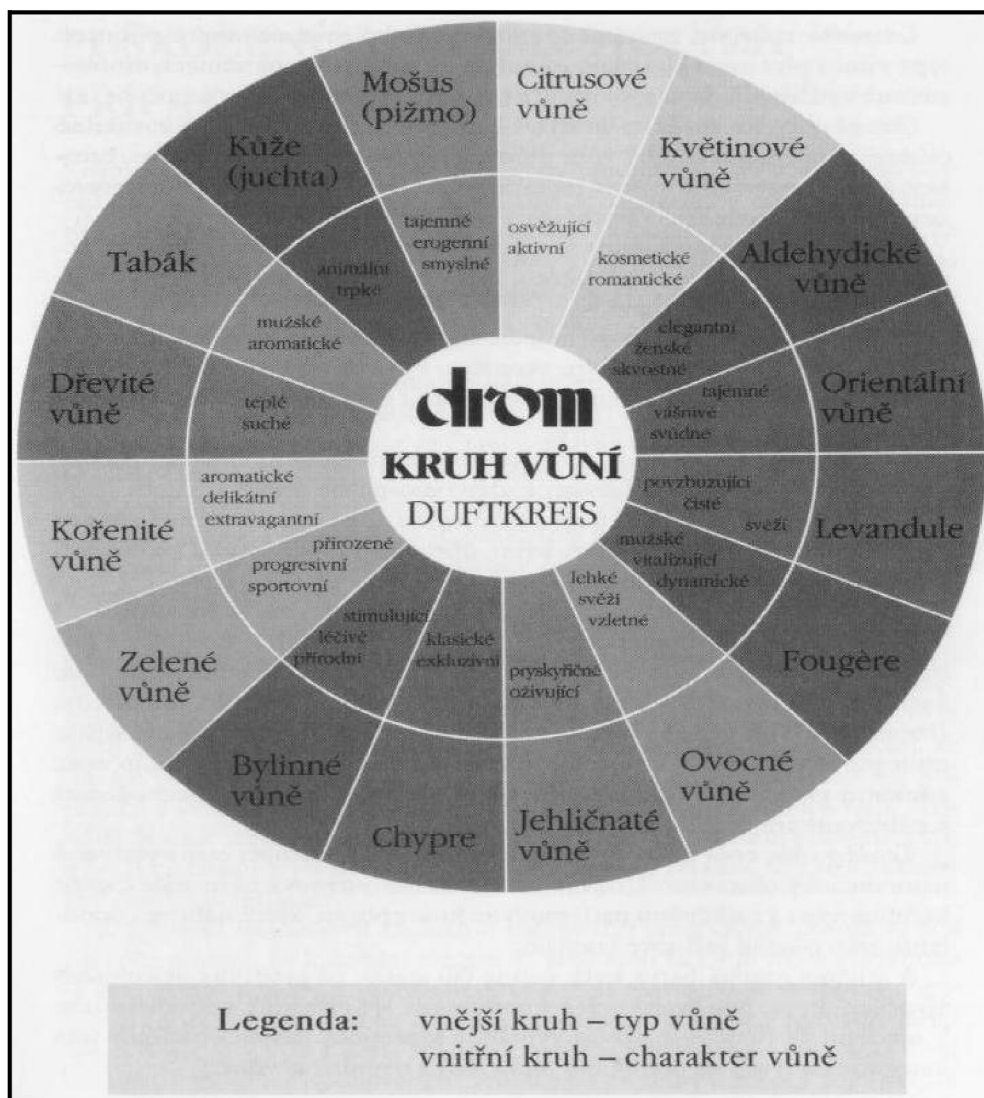 Mošus
(pižmo)
Citrusové
vůně
Květinové
vůně
Aldehydické
vůně
Orientální
vůně
Levandule
Fougère
Ovocné
vůně
Jehličnaté
vůně
Chypre
Bylinné
vůně
Zelené
vůně
Kořenité
vůně
Dřevité
vůně
Tabák
Kůže
(juchta)
tajemné
erogenní
smyslné
osvěžující
aktivní
kosmetické
romantické
elegantní
ženské
skvostné
tajemné
vášnivé
svůdné
povzbuzující
čisté
svěží
mužské
vitalizující
dynamické
lehké
svěží
vzletné
pryskyřičné
oživující
klasické
exkluzivní
stimulující
léčivé
přírodní
přirozené
progresivní
sportovní
aromatické
delikátní
extravagantní
teplé
suché
mužské
aromatické
animální
trpké
drom
KRUH VŮNÍ
DUFTKREIS
Legenda: vnější kruh – typ vůně
vnitřní kruh – charakter vůně